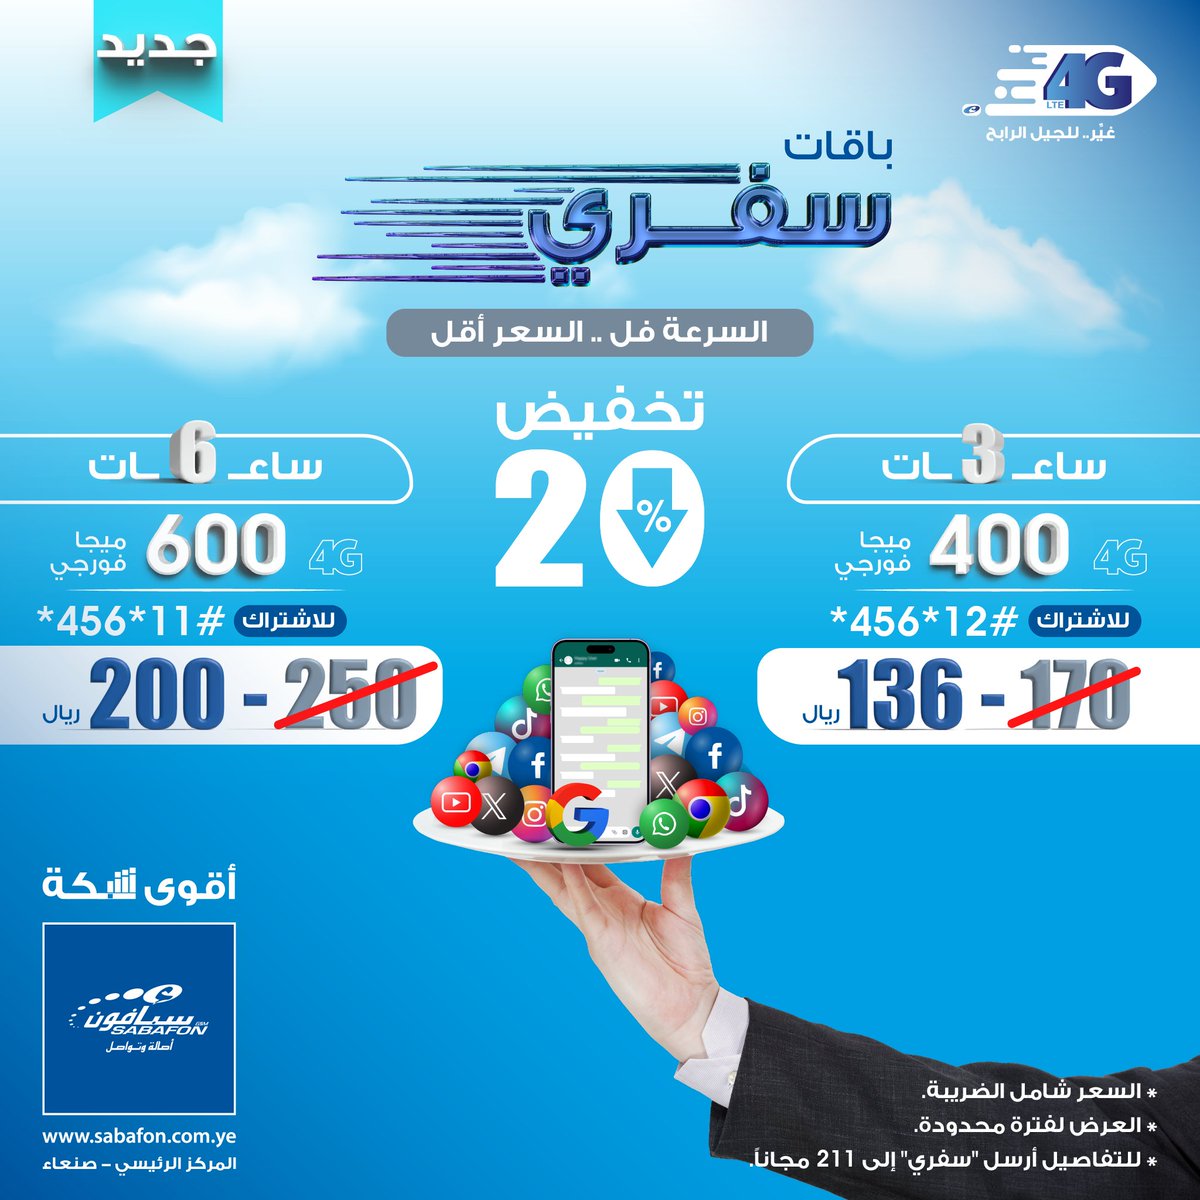 جديد
4G
LTE
غيِّر.. للجيل الرابح
باقات
سفري
السرعة فل .. السعر أقل
تخفيض
20%
3 ساعـــات
4G 400 ميجا فورجي
للاشتراك *456*12#
170 - 136 ريال
6 ساعـــات
4G 600 ميجا فورجي
للاشتراك *456*11#
250 - 200 ريال
أقوى شبكة
سبأفون
SABAFON GSM
أصالة وتواصل
www.sabafon.com.ye
المركز الرئيسي - صنعاء
* السعر شامل الضريبة.
* العرض لفترة محدودة.
* للتفاصيل أرسل "سفري" إلى 211 مجاناً.